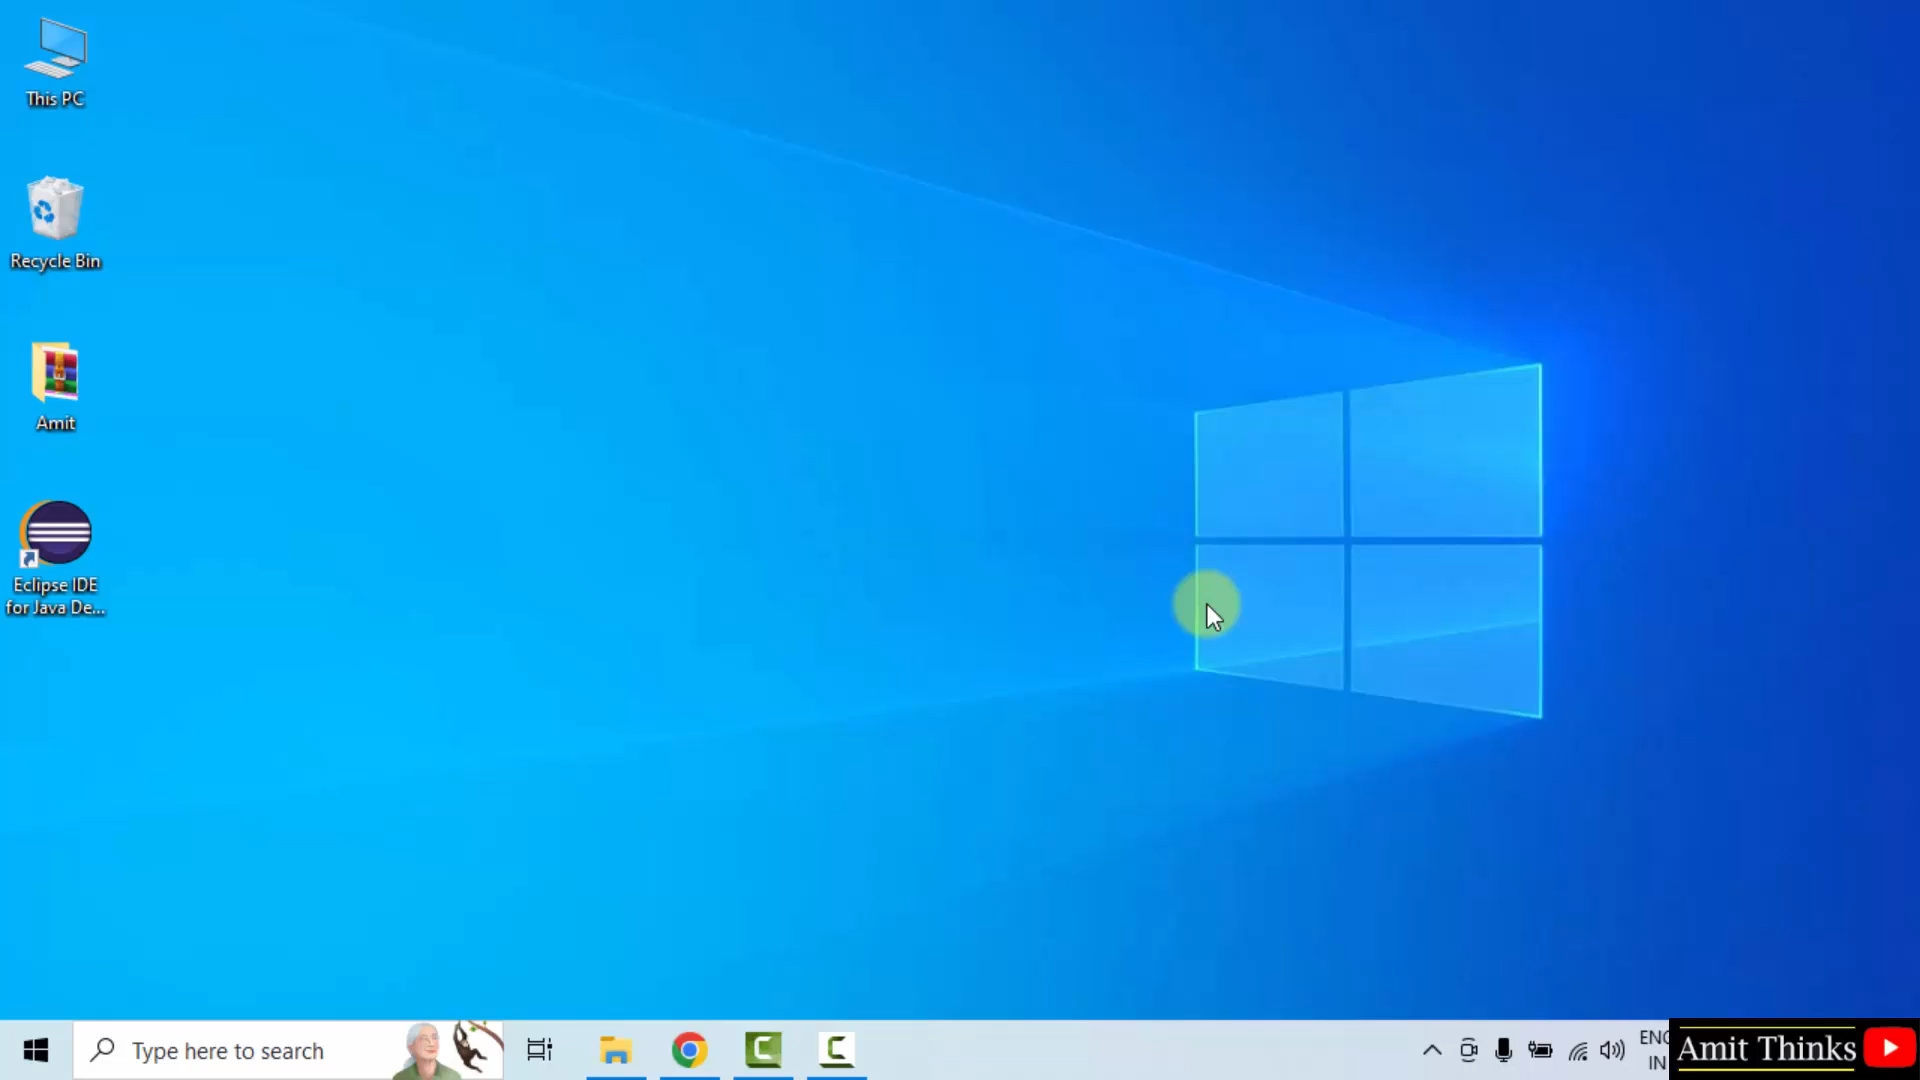 This PC
Recycle Bin
Amit
Eclipse IDE
for Java De...
Type here to search
ENG
IN
Amit Thinks